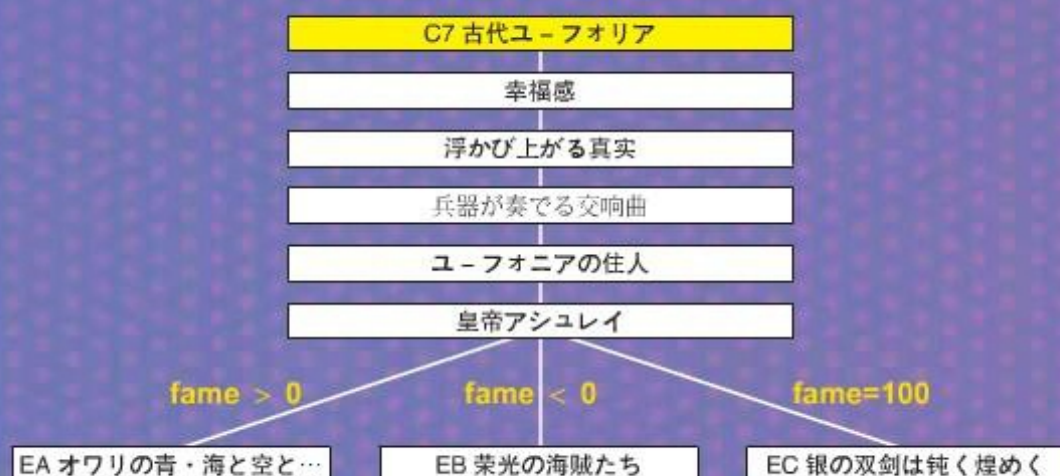 C7 古代ユ–フォリア
幸福感
浮かび上がる真实
兵器が奏でる交响曲
ユ–フォニアの住人
皇帝アシュレイ
fame > 0
fame < 0
fame=100
EA オワリの青・海と空と…
EB 荣光の海贼たち
EC 银の双剑は钝く煌めく